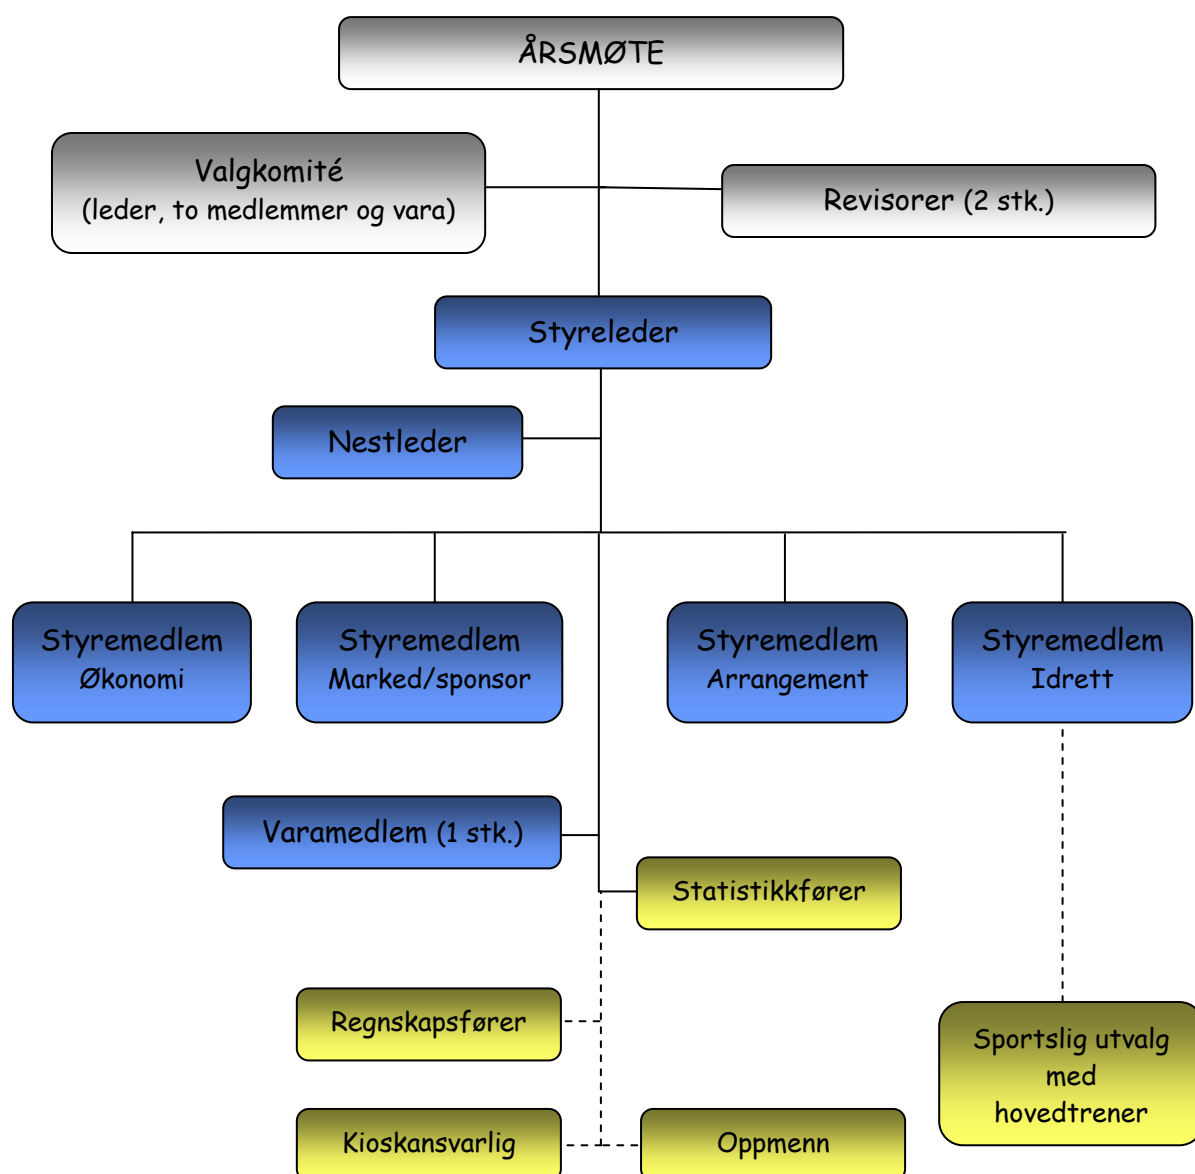 ÅRSMØTE
Valgkomité
(leder, to medlemmer og vara)
Revisorer (2 stk.)
Styreleder
Nestleder
Styremedlem
Økonomi
Styremedlem
Marked/sponsor
Styremedlem
Arrangement
Styremedlem
Idrett
Varamedlem (1 stk.)
Statistikkfører
Regnskapsfører
Sportslig utvalg
med
hovedtrener
Kioskansvarlig
Oppmenn